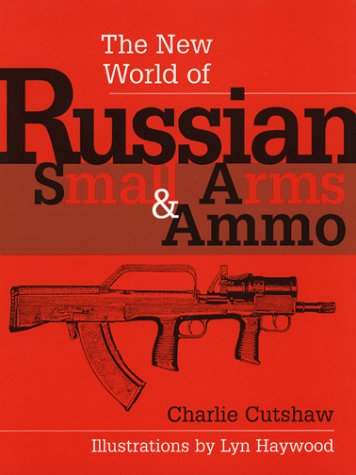 The New
World of
Russian
Small Arms
& Ammo
Charlie Cutshaw
Illustrations by Lyn Haywood